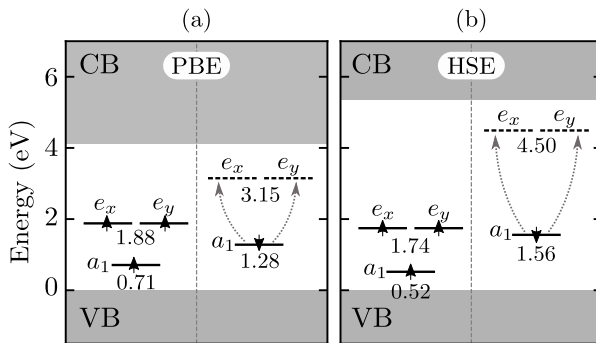 (a)
(b)
Energy (eV)
6
4
2
0
CB
PBE
VB
e_x
e_y
1.88
a_1
0.71
e_x
e_y
3.15
a_1
1.28
CB
HSE
VB
e_x
e_y
1.74
a_1
0.52
e_x
e_y
4.50
a_1
1.56